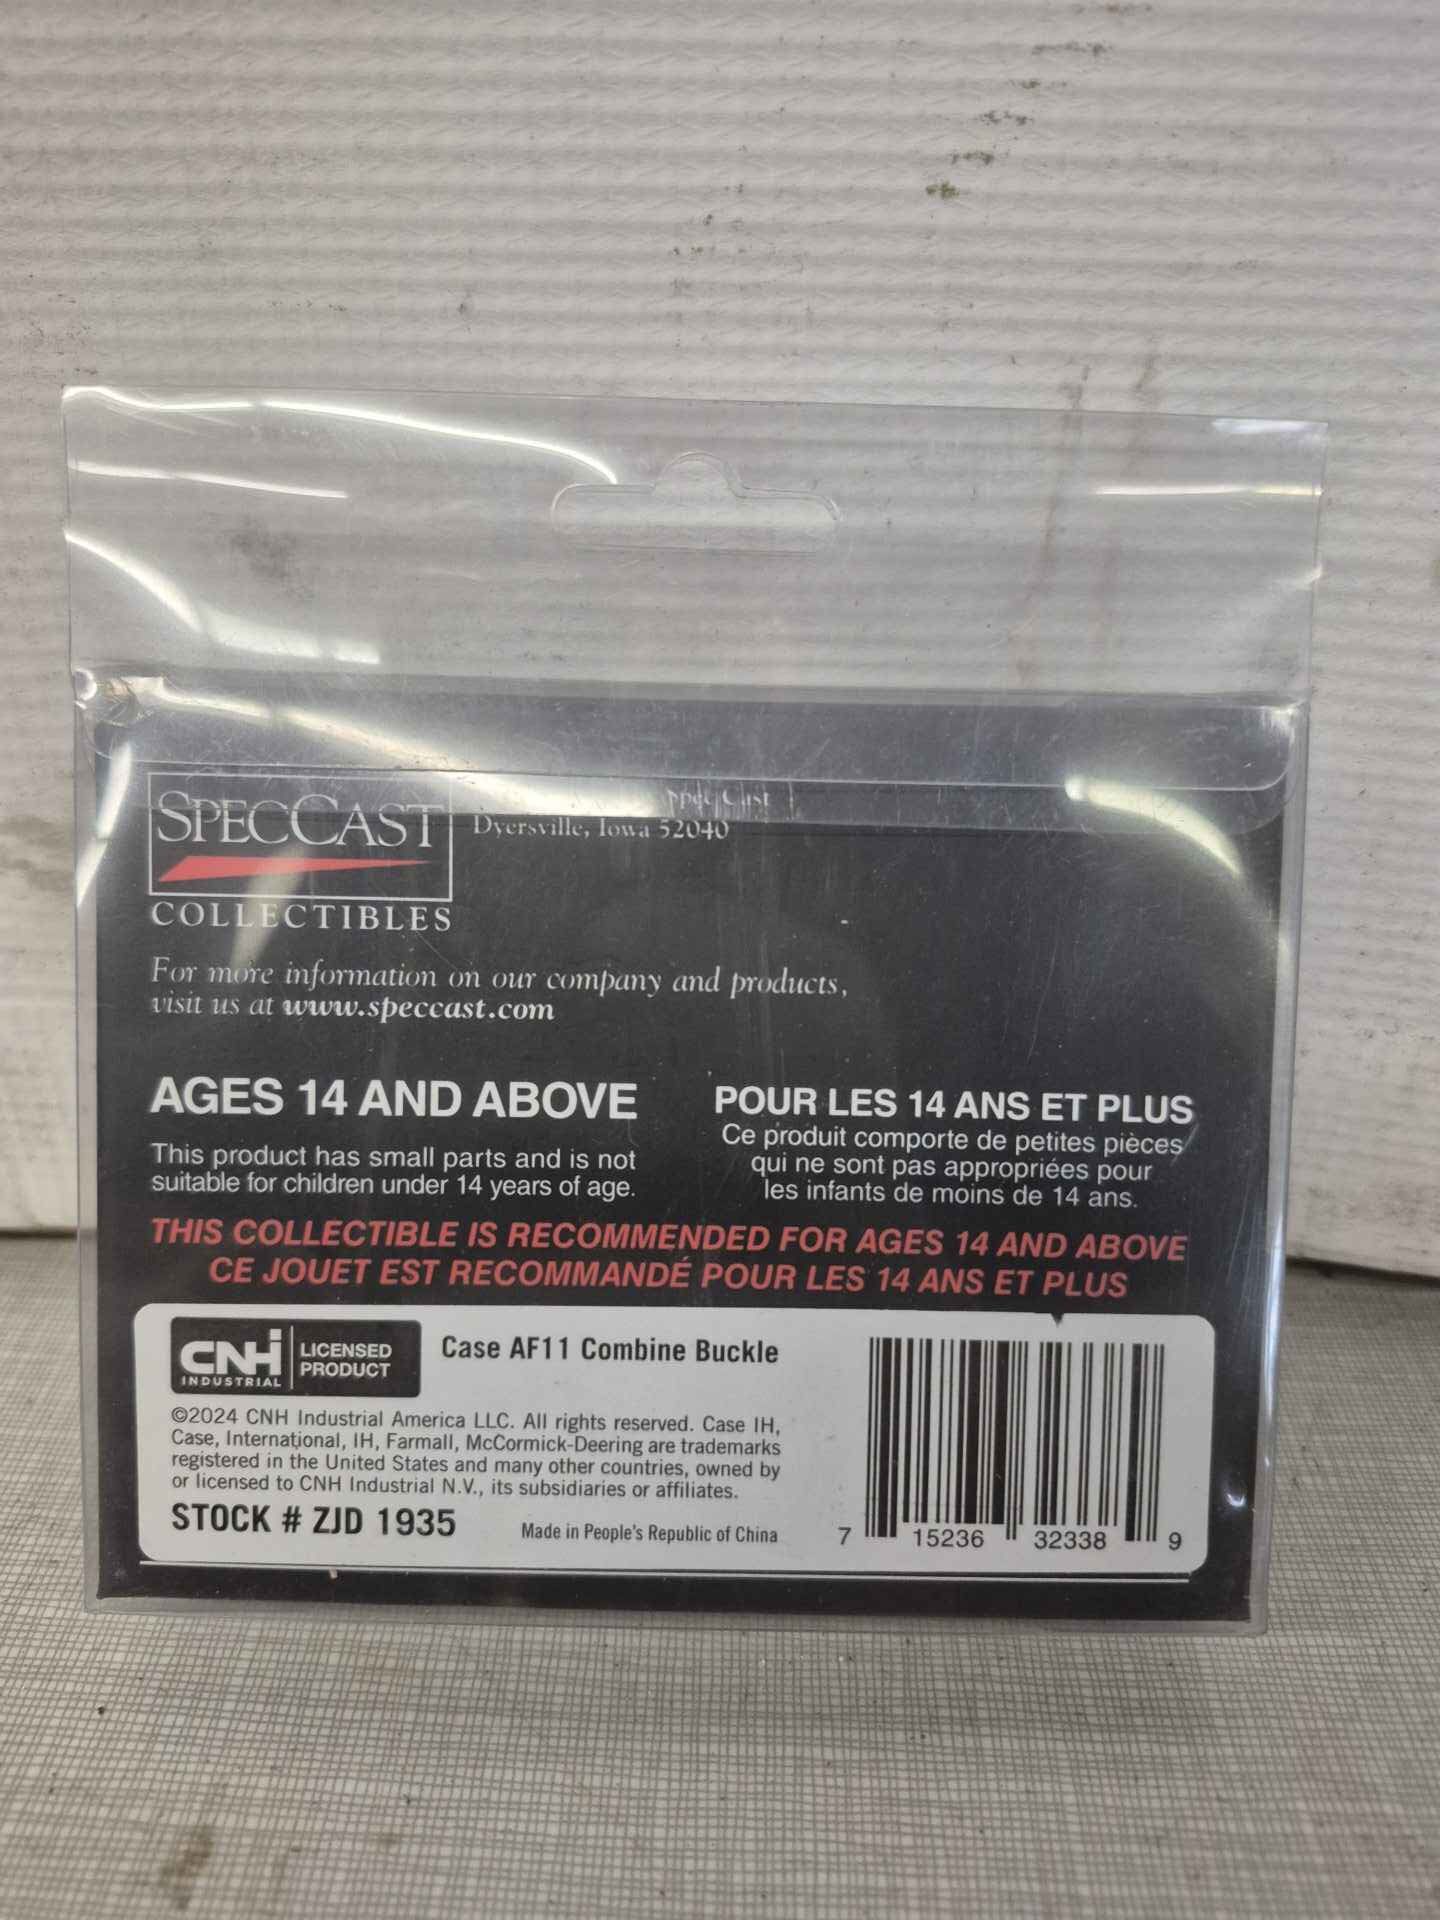 SPECCAST
COLLECTIBLES
SpecCast
Dyersville, Iowa 52040
For more information on our company and products,
visit us at www.speccast.com
AGES 14 AND ABOVE
This product has small parts and is not
suitable for children under 14 years of age.
POUR LES 14 ANS ET PLUS
Ce produit comporte de petites pièces
qui ne sont pas appropriées pour
les infants de moins de 14 ans.
THIS COLLECTIBLE IS RECOMMENDED FOR AGES 14 AND ABOVE
CE JOUET EST RECOMMANDÉ POUR LES 14 ANS ET PLUS
CNH
INDUSTRIAL
LICENSED
PRODUCT
Case AF11 Combine Buckle
©2024 CNH Industrial America LLC. All rights reserved. Case IH,
Case, International, IH, Farmall, McCormick-Deering are trademarks
registered in the United States and many other countries, owned by
or licensed to CNH Industrial N.V., its subsidiaries or affiliates.
STOCK # ZJD 1935
Made in People's Republic of China
7 15236 32338 9